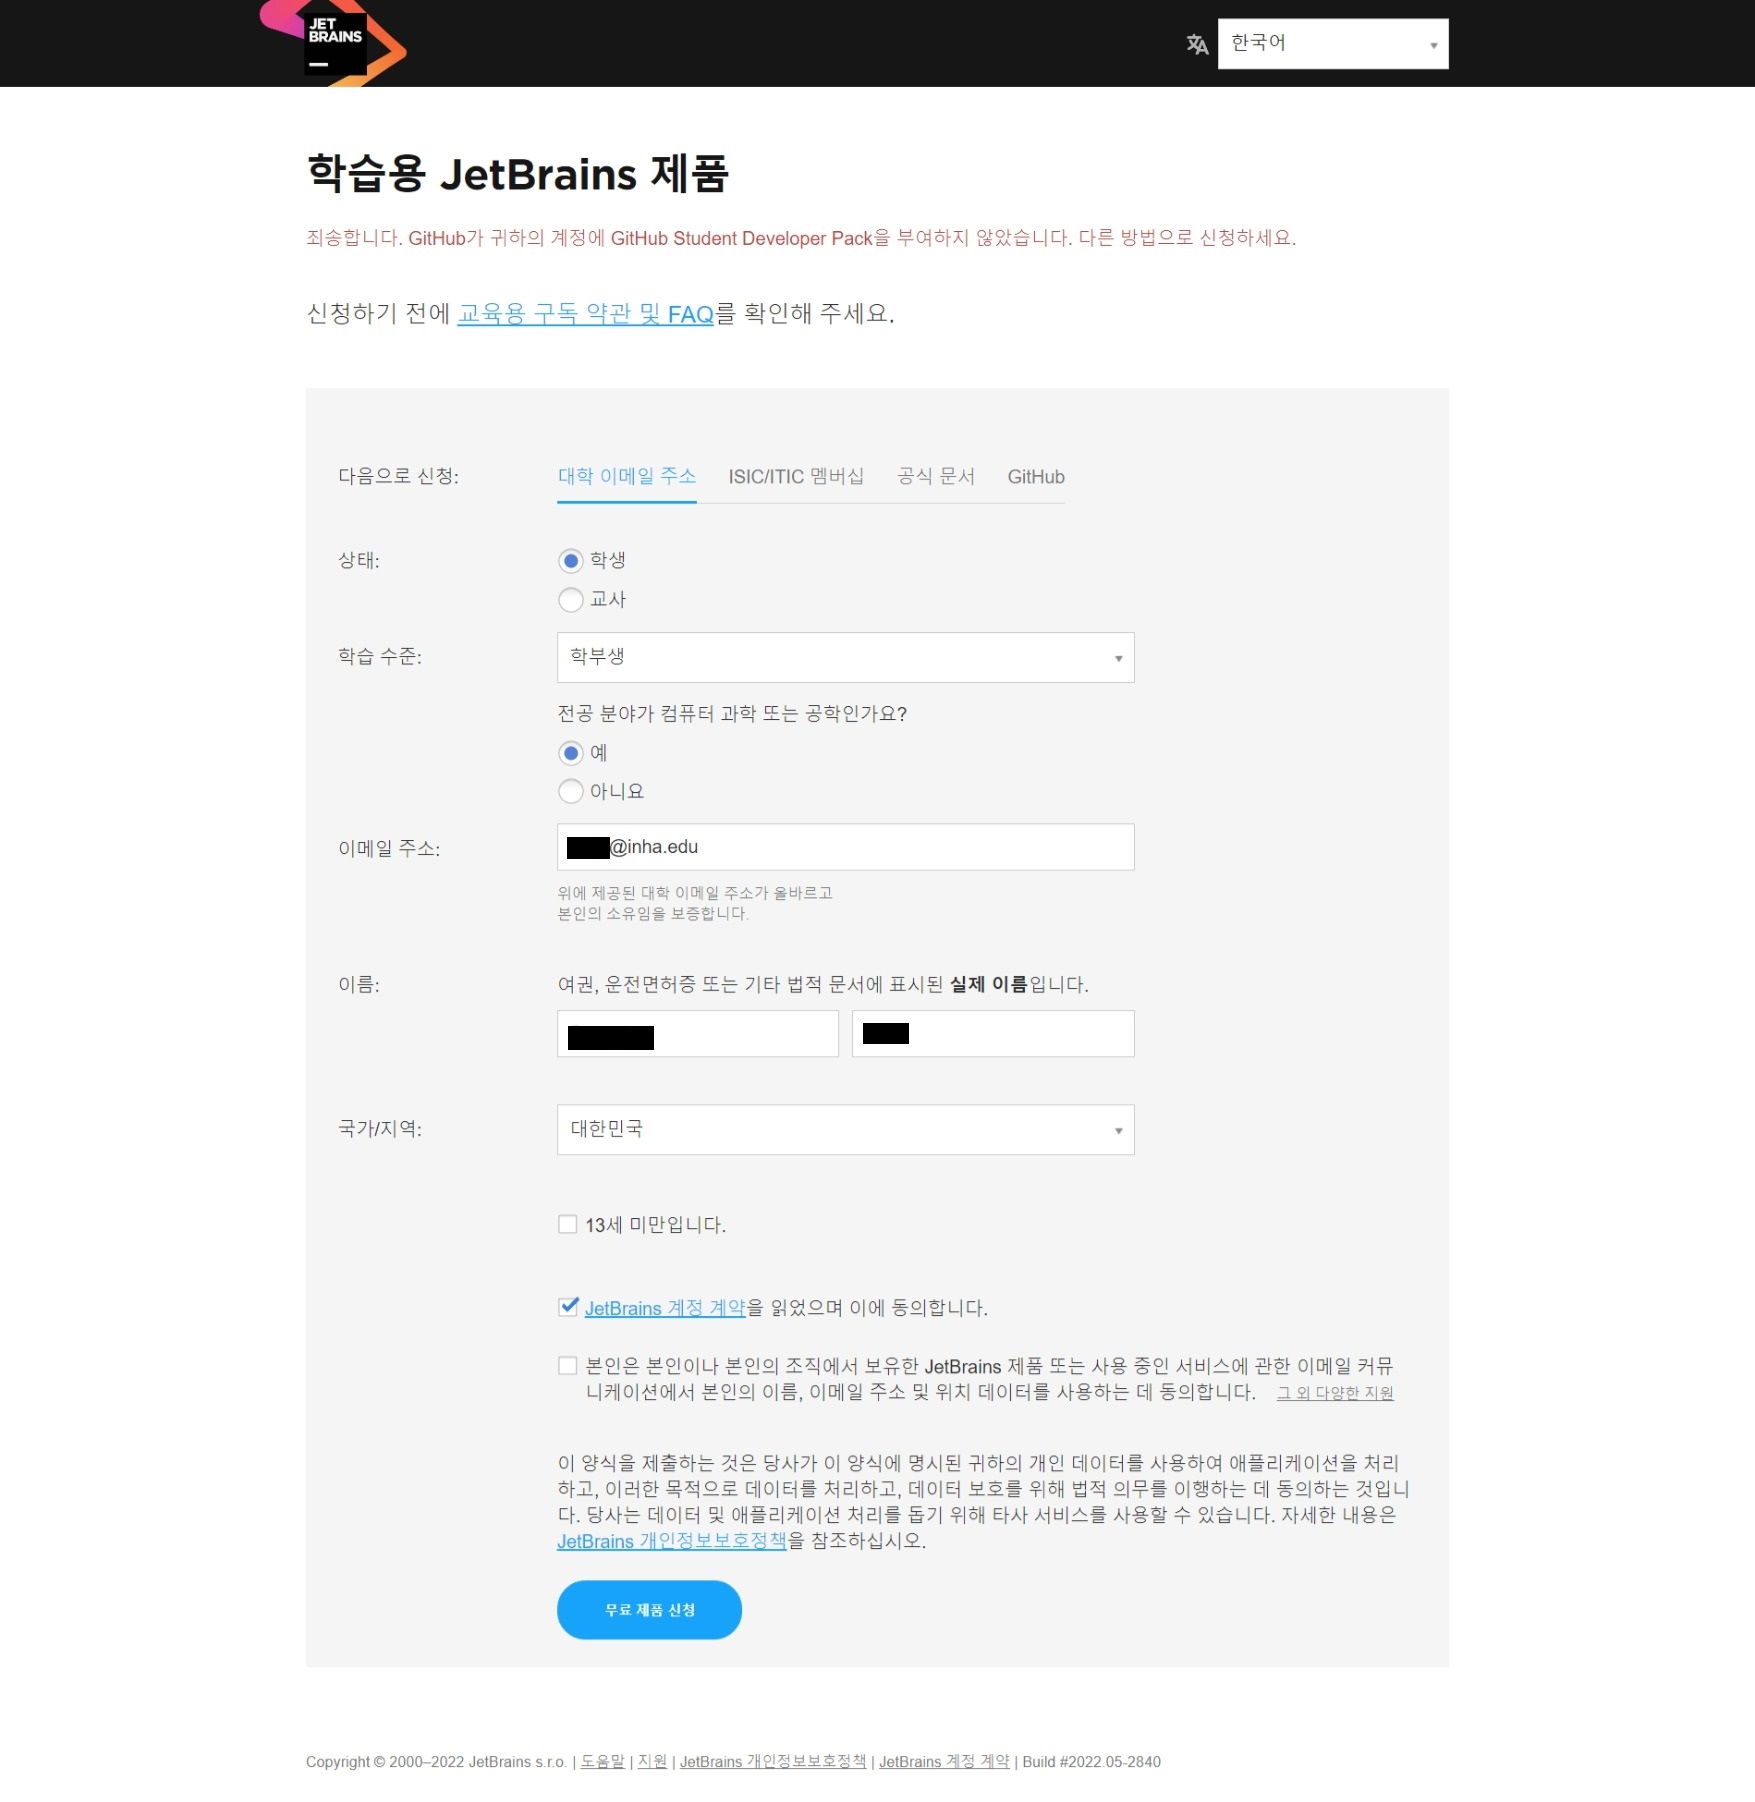 JET
BRAINS
한국어
학습용 JetBrains 제품
죄송합니다. GitHub가 귀하의 계정에 GitHub Student Developer Pack을 부여하지 않았습니다. 다른 방법으로 신청하세요.
신청하기 전에 교육용 구독 약관 및 FAQ를 확인해 주세요.
다음으로 신청: 대학 이메일 주소 ISIC/ITIC 멤버십 공식 문서 GitHub
상태: 학생
교사
학습 수준: 학부생
전공 분야가 컴퓨터 과학 또는 공학인가요?
예
아니요
이메일 주소: @inha.edu
위에 제공된 대학 이메일 주소가 올바르고
본인의 소유임을 보증합니다.
이름: 여권, 운전면허증 또는 기타 법적 문서에 표시된 실제 이름입니다.
국가/지역: 대한민국
13세 미만입니다.
JetBrains 계정 계약을 읽었으며 이에 동의합니다.
본인은 본인이나 본인의 조직에서 보유한 JetBrains 제품 또는 사용 중인 서비스에 관한 이메일 커뮤
니케이션에서 본인의 이름, 이메일 주소 및 위치 데이터를 사용하는 데 동의합니다. 그 외 다양한 지원
이 양식을 제출하는 것은 당사가 이 양식에 명시된 귀하의 개인 데이터를 사용하여 애플리케이션을 처리
하고, 이러한 목적으로 데이터를 처리하고, 데이터 보호를 위해 법적 의무를 이행하는 데 동의하는 것입니
다. 당사는 데이터 및 애플리케이션 처리를 돕기 위해 타사 서비스를 사용할 수 있습니다. 자세한 내용은
JetBrains 개인정보보호정책을 참조하십시오.
무료 제품 신청
Copyright © 2000–2022 JetBrains s.r.o. | 도움말 | 지원 | JetBrains 개인정보보호정책 | JetBrains 계정 계약 | Build #2022.05-2840